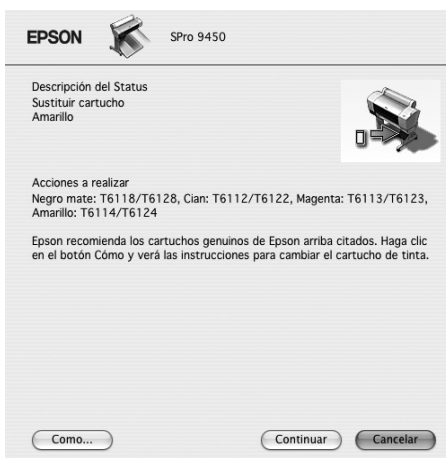 EPSON
SPro 9450
Descripción del Status
Sustituir cartucho
Amarillo
Acciones a realizar
Negro mate: T6118/T6128, Cian: T6112/T6122, Magenta: T6113/T6123,
Amarillo: T6114/T6124
Epson recomienda los cartuchos genuinos de Epson arriba citados. Haga clic
en el botón Cómo y verá las instrucciones para cambiar el cartucho de tinta.
Como...
Continuar
Cancelar